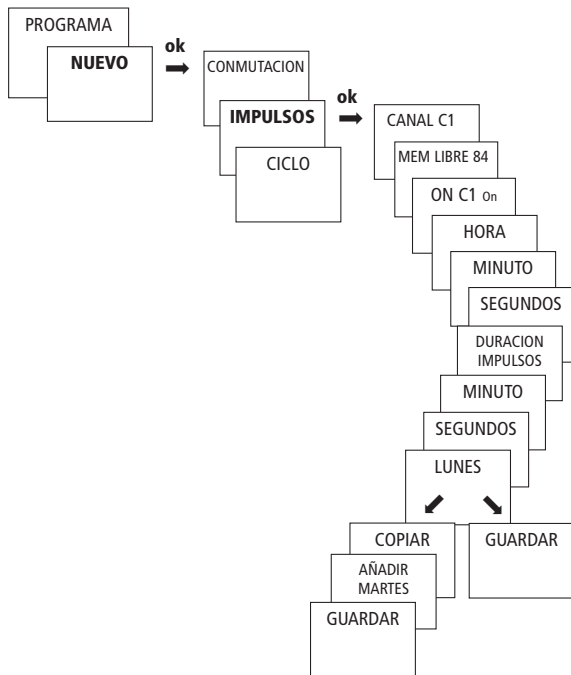 PROGRAMA
NUEVO
ok
CONMUTACION
IMPULSOS
CICLO
ok
CANAL C1
MEM LIBRE 84
ON C1 On
HORA
MINUTO
SEGUNDOS
DURACION
IMPULSOS
MINUTO
SEGUNDOS
LUNES
COPIAR
AÑADIR
MARTES
GUARDAR
GUARDAR